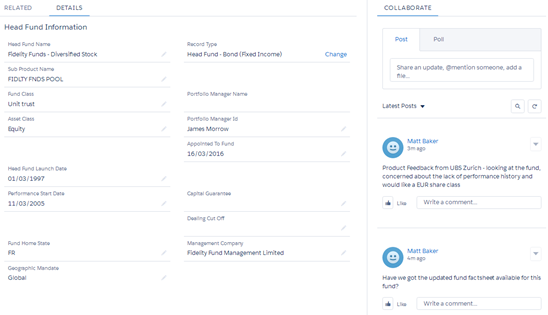 RELATED
DETAILS
Head Fund Information
Head Fund Name
Fidelity Funds - Diversified Stock
Record Type
Head Fund - Bond (Fixed Income)
Change
Sub Product Name
FIDLTY FNDS POOL
Fund Class
Unit trust
Portfolio Manager Name
Asset Class
Equity
Portfolio Manager Id
James Morrow
Appointed To Fund
16/03/2016
Head Fund Launch Date
01/03/1997
Performance Start Date
11/03/2005
Capital Guarantee
Dealing Cut Off
Fund Home State
FR
Management Company
Fidelity Fund Management Limited
Geographic Mandate
Global
COLLABORATE
Post
Poll
Share an update, @mention someone, add a
file...
Latest Posts
Matt Baker
3m ago
Product Feedback from UBS Zurich - looking at the fund,
concerned about the lack of performance history and
would like a EUR share class
Like
Write a comment...
Matt Baker
4m ago
Have we got the updated fund factsheet available for this
fund?
Like
Write a comment...